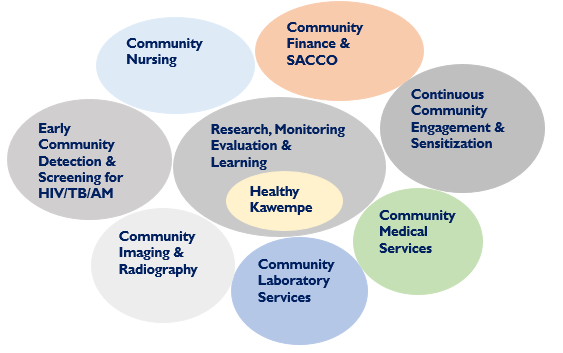 Community
Nursing
Community
Finance &
SACCO
Continuous
Community
Engagement &
Sensitization
Early
Community
Detection &
Screening for
HIV/TB/AM
Research, Monitoring
Evaluation &
Learning
Healthy
Kawempe
Community
Medical
Services
Community
Imaging &
Radiography
Community
Laboratory
Services